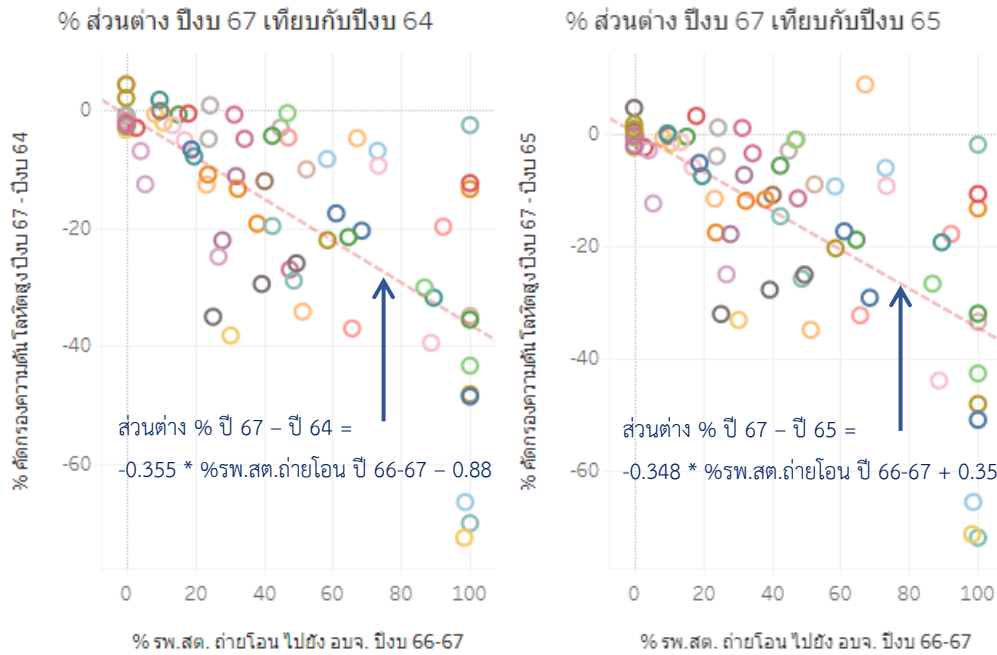 % ส่วนต่าง ปีงบ 67 เทียบกับปีงบ 64
% คัดกรองความดันโลหิตสูง ปีงบ 67 - ปีงบ 64
0
-20
-40
-60
ส่วนต่าง % ปี 67 – ปี 64 =
-0.355 * %รพ.สต.ถ่ายโอน ปี 66-67 – 0.88
0
20
40
60
80
100
% รพ.สต. ถ่ายโอน ไปยัง อบจ. ปีงบ 66-67
% ส่วนต่าง ปีงบ 67 เทียบกับปีงบ 65
% คัดกรองความดันโลหิตสูง ปีงบ 67 - ปีงบ 65
0
-20
-40
-60
ส่วนต่าง % ปี 67 – ปี 65 =
-0.348 * %รพ.สต.ถ่ายโอน ปี 66-67 + 0.35
0
20
40
60
80
100
% รพ.สต. ถ่ายโอน ไปยัง อบจ. ปีงบ 66-67